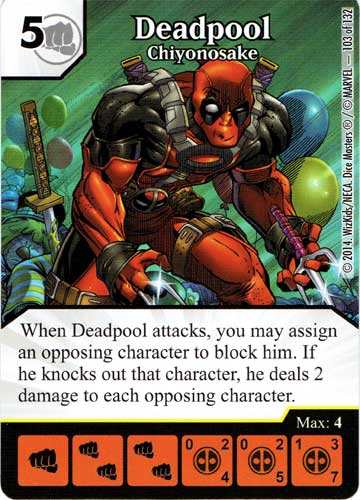 5
Deadpool
Chiyonosake
© 2014. WizKids/NECA. Dice Masters ® / © MARVEL — 103 of 132
When Deadpool attacks, you may assign
an opposing character to block him. If
he knocks out that character, he deals 2
damage to each opposing character.
Max: 4
0 2 4
0 2 5
1 3 7